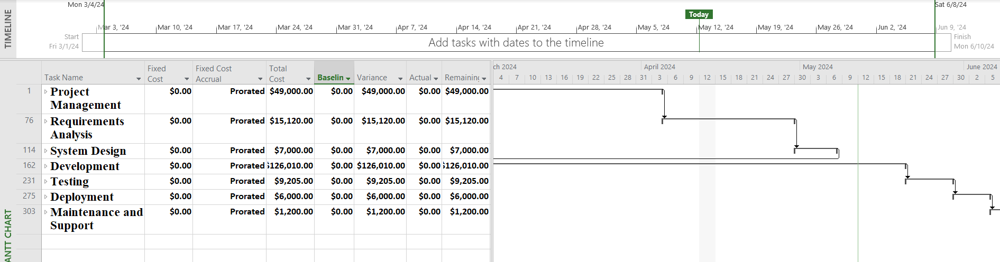 Mon 3/4/24
Sat 6/8/24
Today
Mar 3, '24 Mar 10, '24 Mar 17, '24 Mar 24, '24 Mar 31, '24 Apr 7, '24 Apr 14, '24 Apr 21, '24 Apr 28, '24 May 5, '24 May 12, '24 May 19, '24 May 26, '24 Jun 2, '24 Jun 9, '24
TIMELINE
Start
Fri 3/1/24
Add tasks with dates to the timeline
Finish
Mon 6/10/24
Task Name
Fixed
Cost
Fixed Cost
Accrual
Total
Cost
Baselin
Variance
Actual
Remaining
ch 2024 April 2024 May 2024 June 2024
4 7 10 13 16 19 22 25 28 31 3 6 9 12 15 18 21 24 27 30 3 6 9 12 15 18 21 24 27 30 2 5
1 Project $0.00 Prorated $49,000.00 $0.00 $49,000.00 $0.00 $49,000.00
Management
76 Requirements $0.00 Prorated $15,120.00 $0.00 $15,120.00 $0.00 $15,120.00
Analysis
114 System Design $0.00 Prorated $7,000.00 $0.00 $7,000.00 $0.00 $7,000.00
162 Development $0.00 Prorated $126,010.00 $0.00 $126,010.00 $0.00 $126,010.00
231 Testing $0.00 Prorated $9,205.00 $0.00 $9,205.00 $0.00 $9,205.00
275 Deployment $0.00 Prorated $6,000.00 $0.00 $6,000.00 $0.00 $6,000.00
303 Maintenance and $0.00 Prorated $1,200.00 $0.00 $1,200.00 $0.00 $1,200.00
Support
ANTT CHART